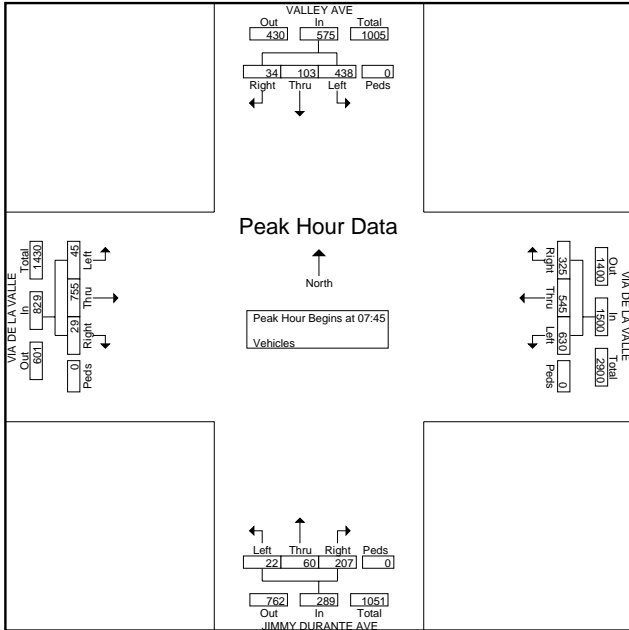 VALLEY AVE
Out In Total
430 575 1005
34 103 438 0
Right Thru Left Peds
Peak Hour Data
North
Peak Hour Begins at 07:45
Vehicles
VIA DE LA VALLE
Out In Total
601 829 1430
Left Thru Right Peds
45 755 29 0
VIA DE LA VALLE
Out In Total
1400 1500 2900
Right Thru Left Peds
325 545 630 0
Left Thru Right Peds
22 60 207 0
762 289 1051
Out In Total
JIMMY DURANTE AVE